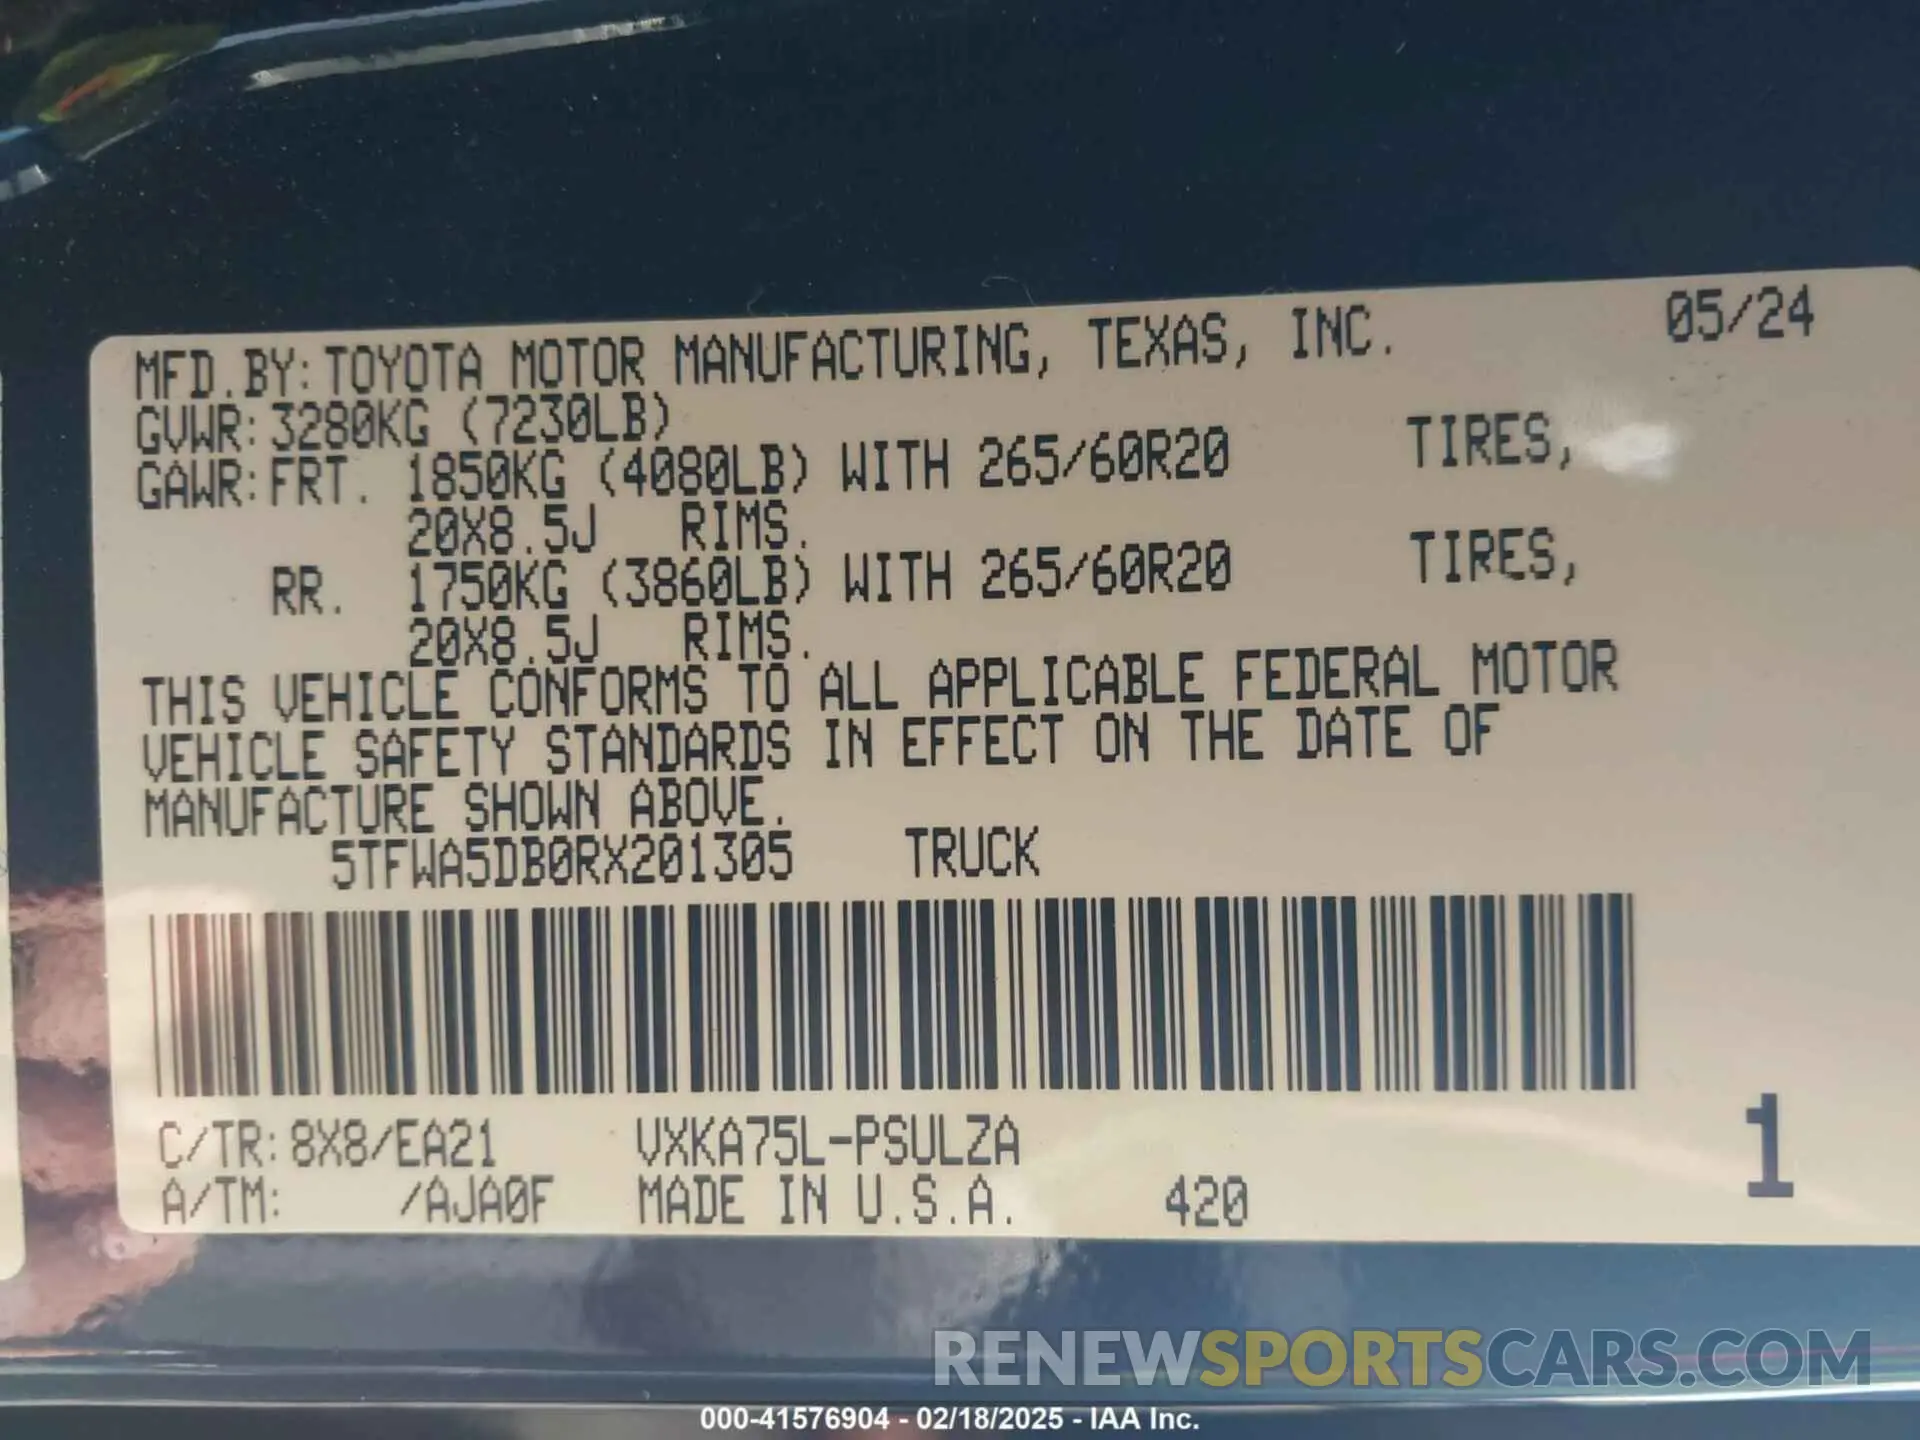 MFD.BY:TOYOTA MOTOR MANUFACTURING, TEXAS, INC. 05/24
GVWR:3280KG (7230LB)
GAWR:FRT. 1850KG (4080LB) WITH 265/60R20 TIRES,
20X8.5J RIMS.
RR. 1750KG (3860LB) WITH 265/60R20 TIRES,
20X8.5J RIMS.
THIS VEHICLE CONFORMS TO ALL APPLICABLE FEDERAL MOTOR
VEHICLE SAFETY STANDARDS IN EFFECT ON THE DATE OF
MANUFACTURE SHOWN ABOVE.
5TFWA5DB0RX201305 TRUCK
C/TR:8X8/EA21 VXKA75L-PSULZA 1
A/TM: /AJA0F MADE IN U.S.A. 420
RENEWSPORTSCARS.COM
000-41576904 - 02/18/2025 - IAA Inc.